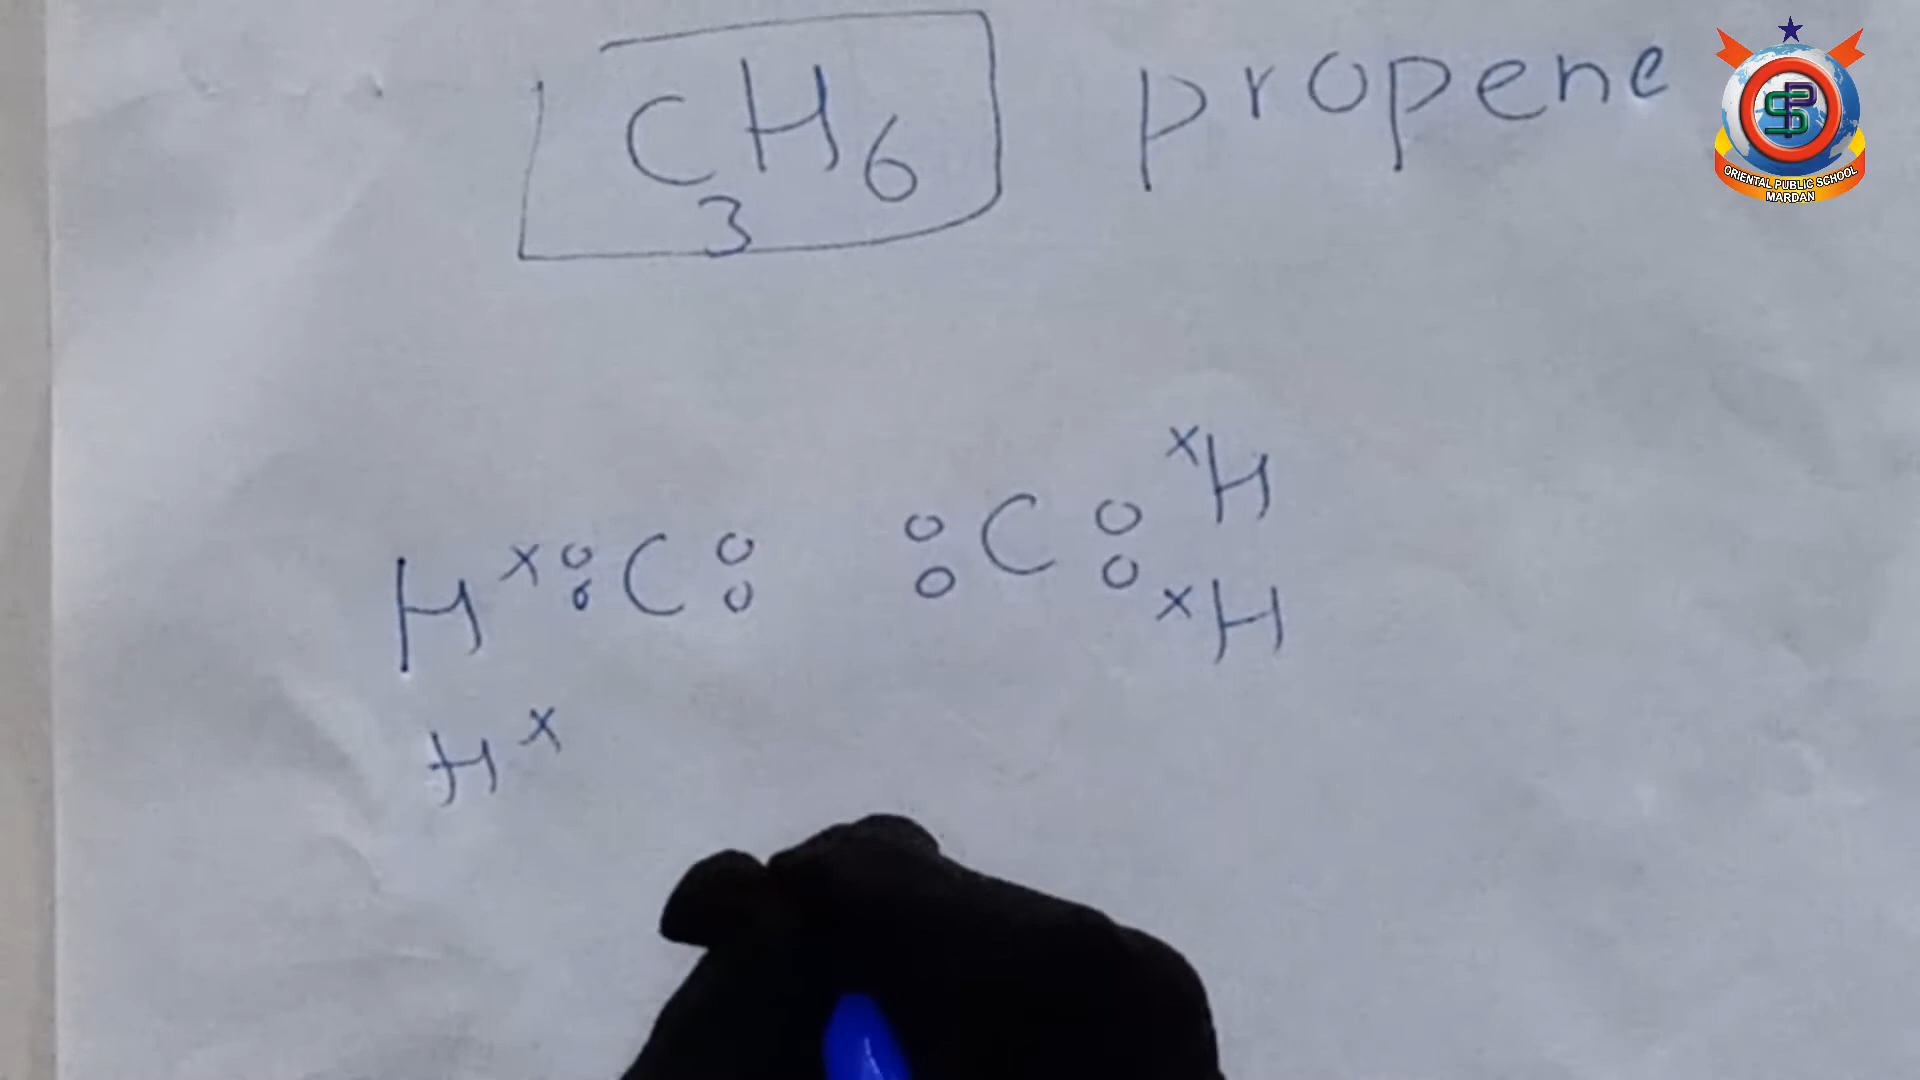 C3H6 propene
H x o o C o o o o C o o x H
x H
H x
ORIENTAL PUBLIC SCHOOL
MARDAN